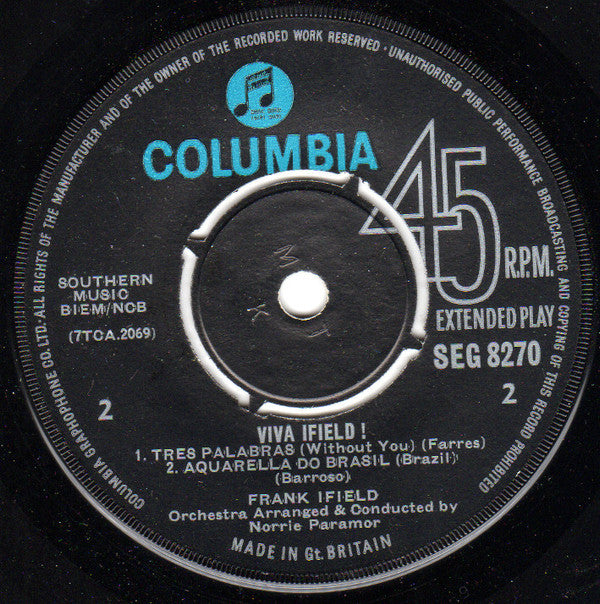 COLUMBIA GRAPHOPHONE CO.LTD. ALL RIGHTS OF THE MANUFACTURER AND OF THE OWNER OF THE RECORDED WORK RESERVED · UNAUTHORISED PUBLIC PERFORMANCE BROADCASTING AND COPYING OF THIS RECORD PROHIBITED
COLUMBIA
45
R.P.M.
EXTENDED PLAY
SEG 8270
SOUTHERN
MUSIC
BIEM/NCB
(7TCA.2069)
2
2
M
T
K
VIVA IFIELD !
1. TRES PALABRAS (Without You) (Farres)
2. AQUARELLA DO BRASIL (Brazil)
(Barroso)
FRANK IFIELD
Orchestra Arranged & Conducted by
Norrie Paramor
MADE IN Gt. BRITAIN